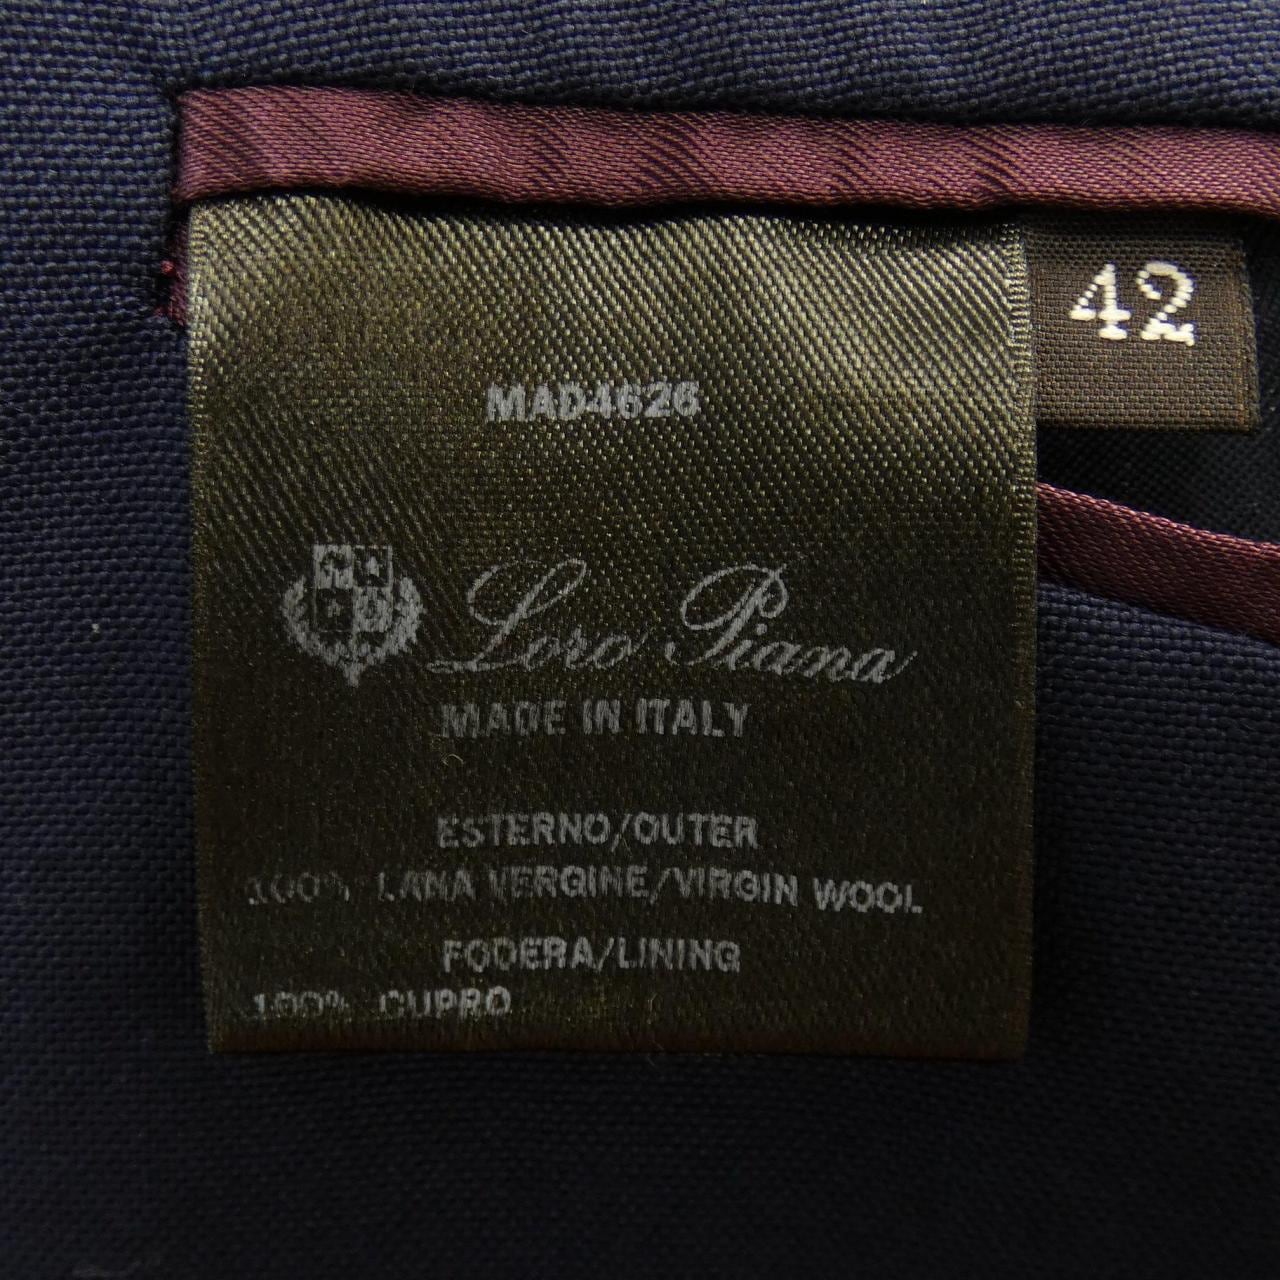 42
MAD4626
Loro Piana
MADE IN ITALY
ESTERNO/OUTER
100% LANA VERGINE/VIRGIN WOOL
FODERA/LINING
100% CUPRO